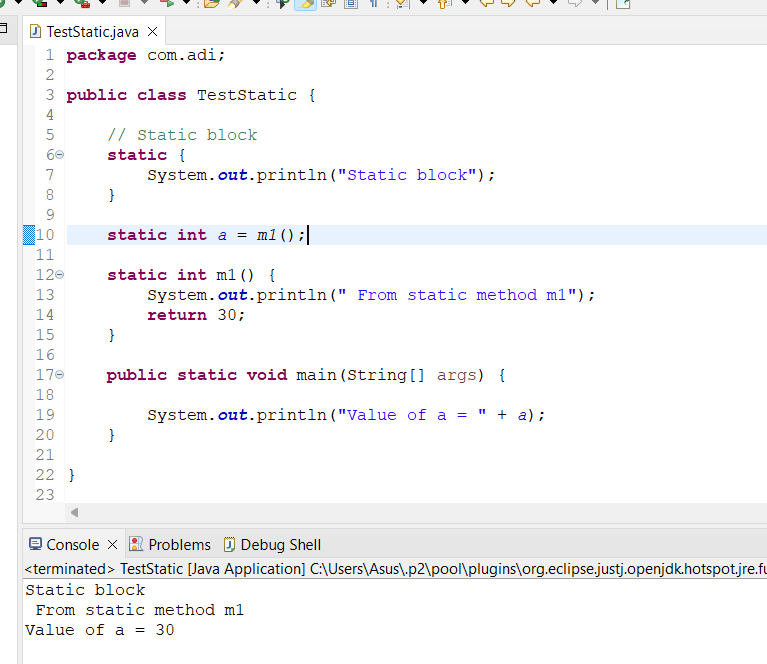 TestStatic.java
1 package com.adi;
2
3 public class TestStatic {
4
5     // Static block
6     static {
7         System.out.println("Static block");
8     }
9
10     static int a = m1();
11
12     static int m1() {
13         System.out.println(" From static method m1");
14         return 30;
15     }
16
17     public static void main(String[] args) {
18
19         System.out.println("Value of a = " + a);
20     }
21
22 }
23
Console Problems Debug Shell
<terminated> TestStatic [Java Application] C:\Users\Asus\.p2\pool\plugins\org.eclipse.justj.openjdk.hotspot.jre.fu
Static block
 From static method m1
Value of a = 30